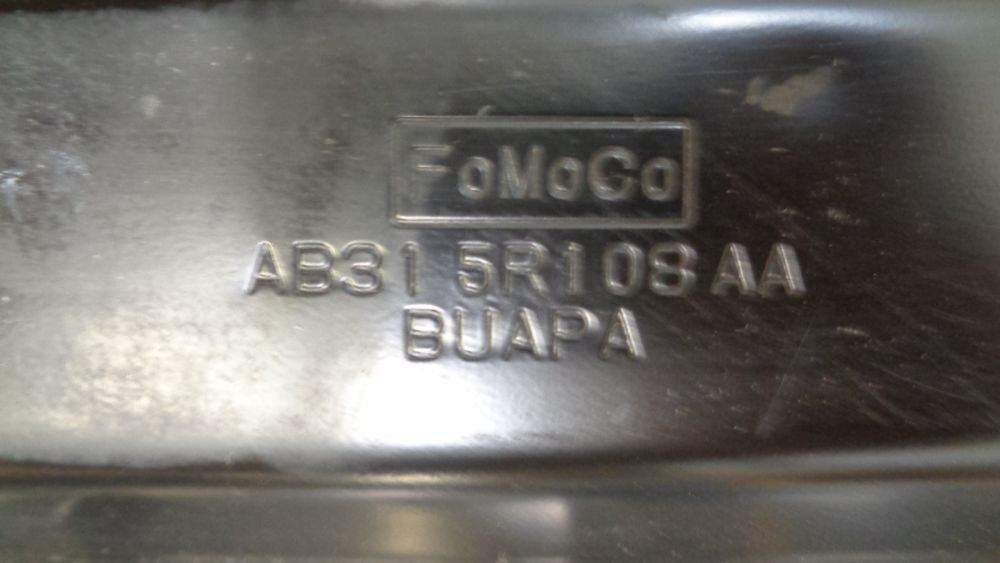 FoMoCo
AB31 5R108 AA
BUAPA